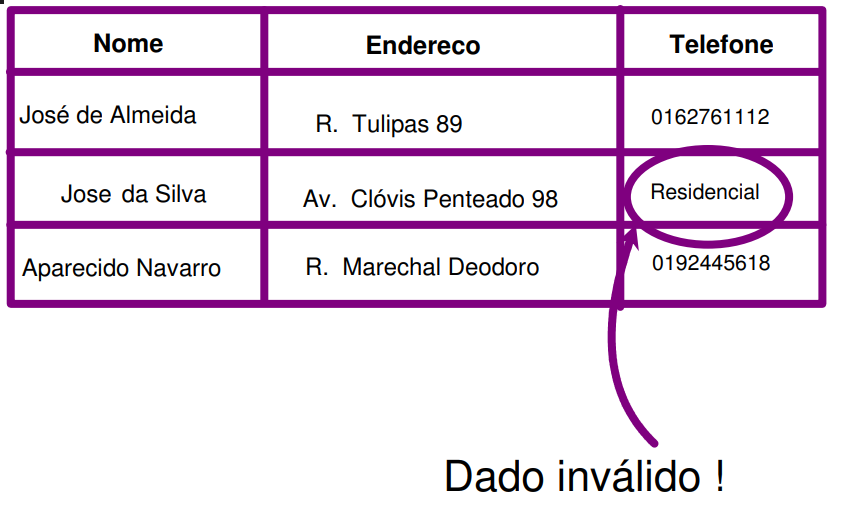 Nome Endereco Telefone
José de Almeida R. Tulipas 89 0162761112
Jose da Silva Av. Clóvis Penteado 98 Residencial
Aparecido Navarro R. Marechal Deodoro 0192445618
Dado inválido !